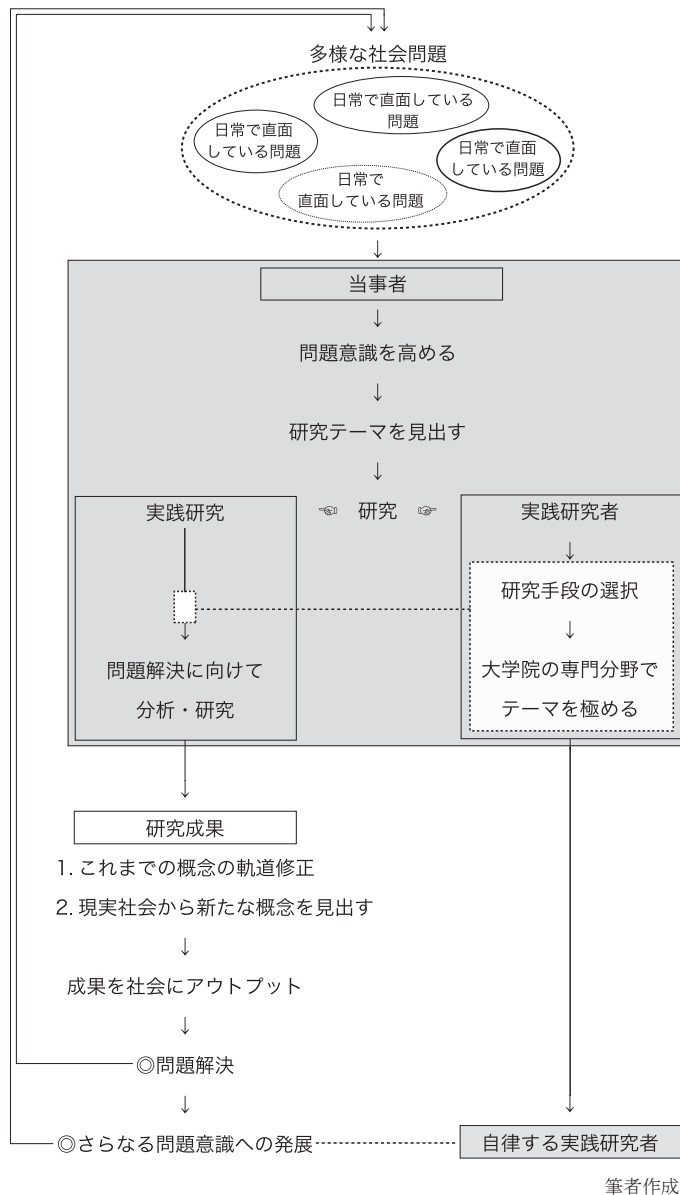 多様な社会問題
日常で直面している
問題
日常で直面
している問題
日常で直面
している問題
日常で
直面している問題
↓
当事者
↓
問題意識を高める
↓
研究テーマを見出す
↓
☜ 研究 ☞
実践研究
問題解決に向けて
分析・研究
実践研究者
↓
研究手段の選択
↓
大学院の専門分野で
テーマを極める
研究成果
1. これまでの概念の軌道修正
2. 現実社会から新たな概念を見出す
↓
成果を社会にアウトプット
↓
◎問題解決
↓
◎さらなる問題意識への発展
自律する実践研究者
筆者作成